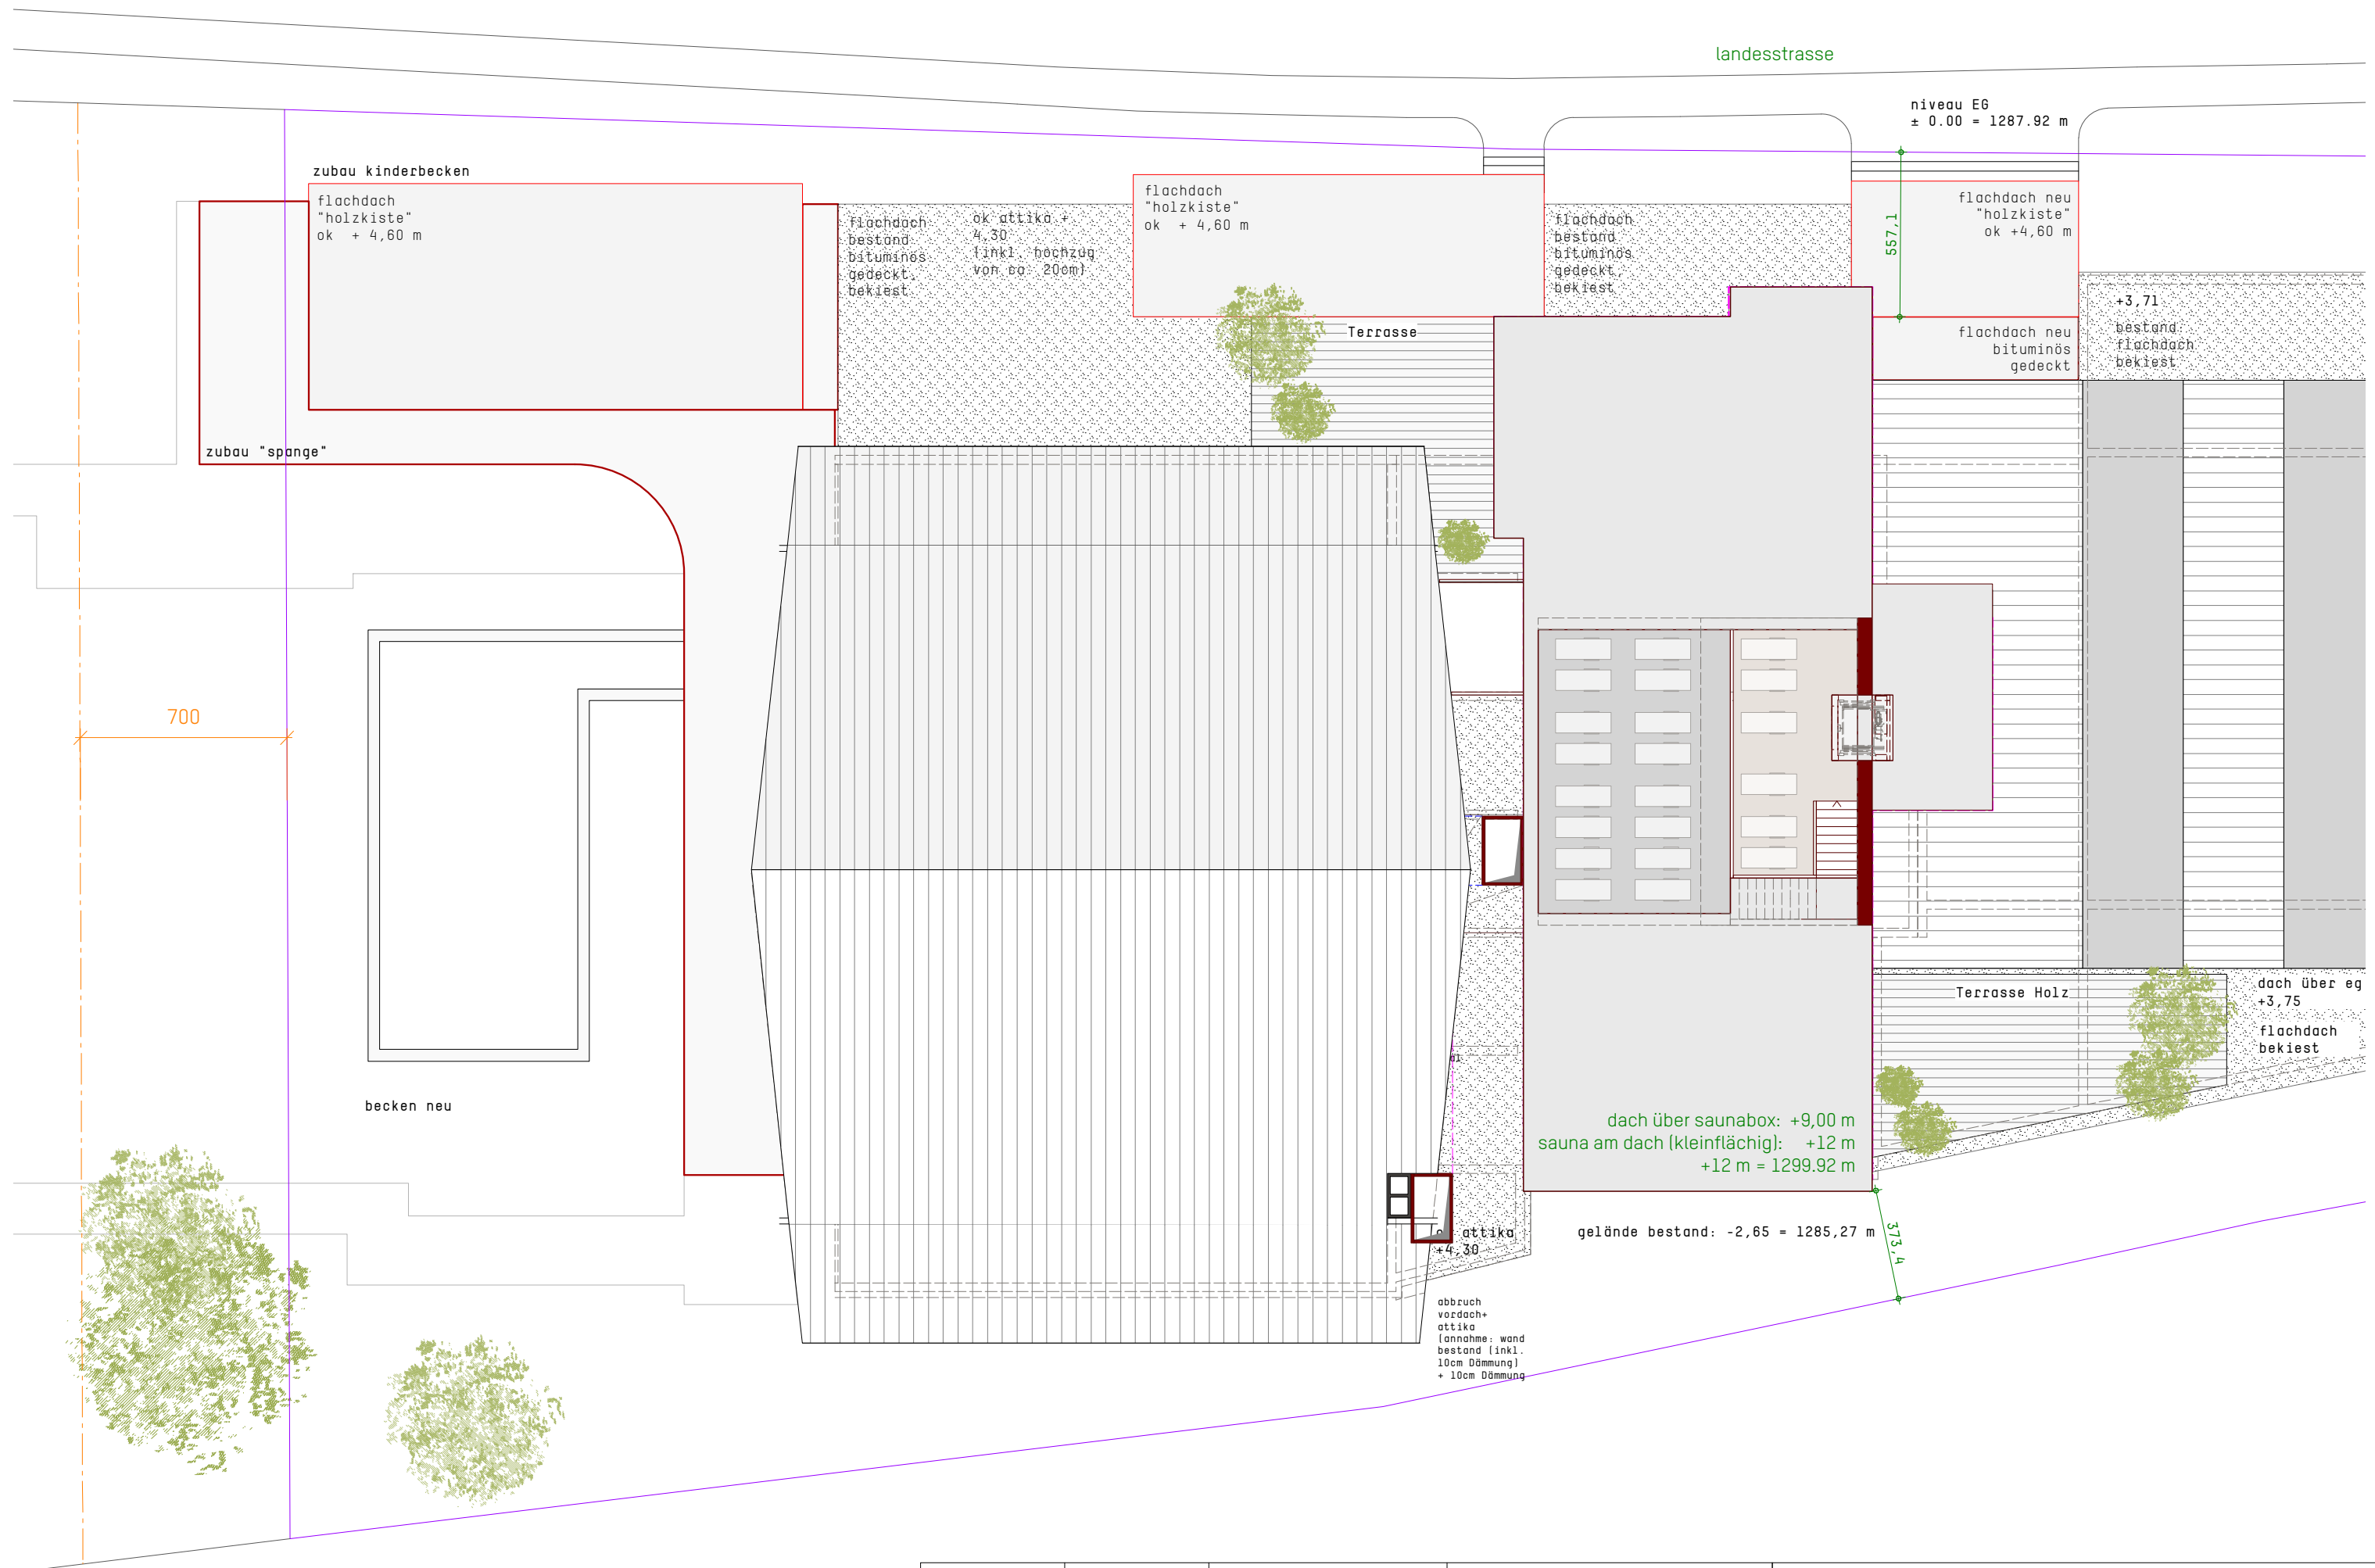 landesstrasse
niveau EG
± 0.00 = 1287.92 m
zubau kinderbecken
flachdach
"holzkiste"
ok + 4,60 m
flachdach
bestand
bituminös
gedeckt,
bekiest
ok attika +
4,30
(inkl. hochzug
von ca. 20cm)
flachdach
"holzkiste"
ok + 4,60 m
flachdach
bestand
bituminös
gedeckt,
bekiest
flachdach neu
"holzkiste"
ok +4,60 m
557,1
+3,71
bestand
flachdach
bekiest
Terrasse
flachdach neu
bituminös
gedeckt
zubau "spange"
700
becken neu
Terrasse Holz
dach über eg
+3,75
flachdach
bekiest
dach über saunabox: +9,00 m
sauna am dach (kleinflächig): +12 m
+12 m = 1299.92 m
gelände bestand: -2,65 = 1285,27 m
373,4
attika
+4,30
abbruch
vordach+
attika
(annahme: wand
bestand (inkl.
10cm Dämmung)
+ 10cm Dämmung